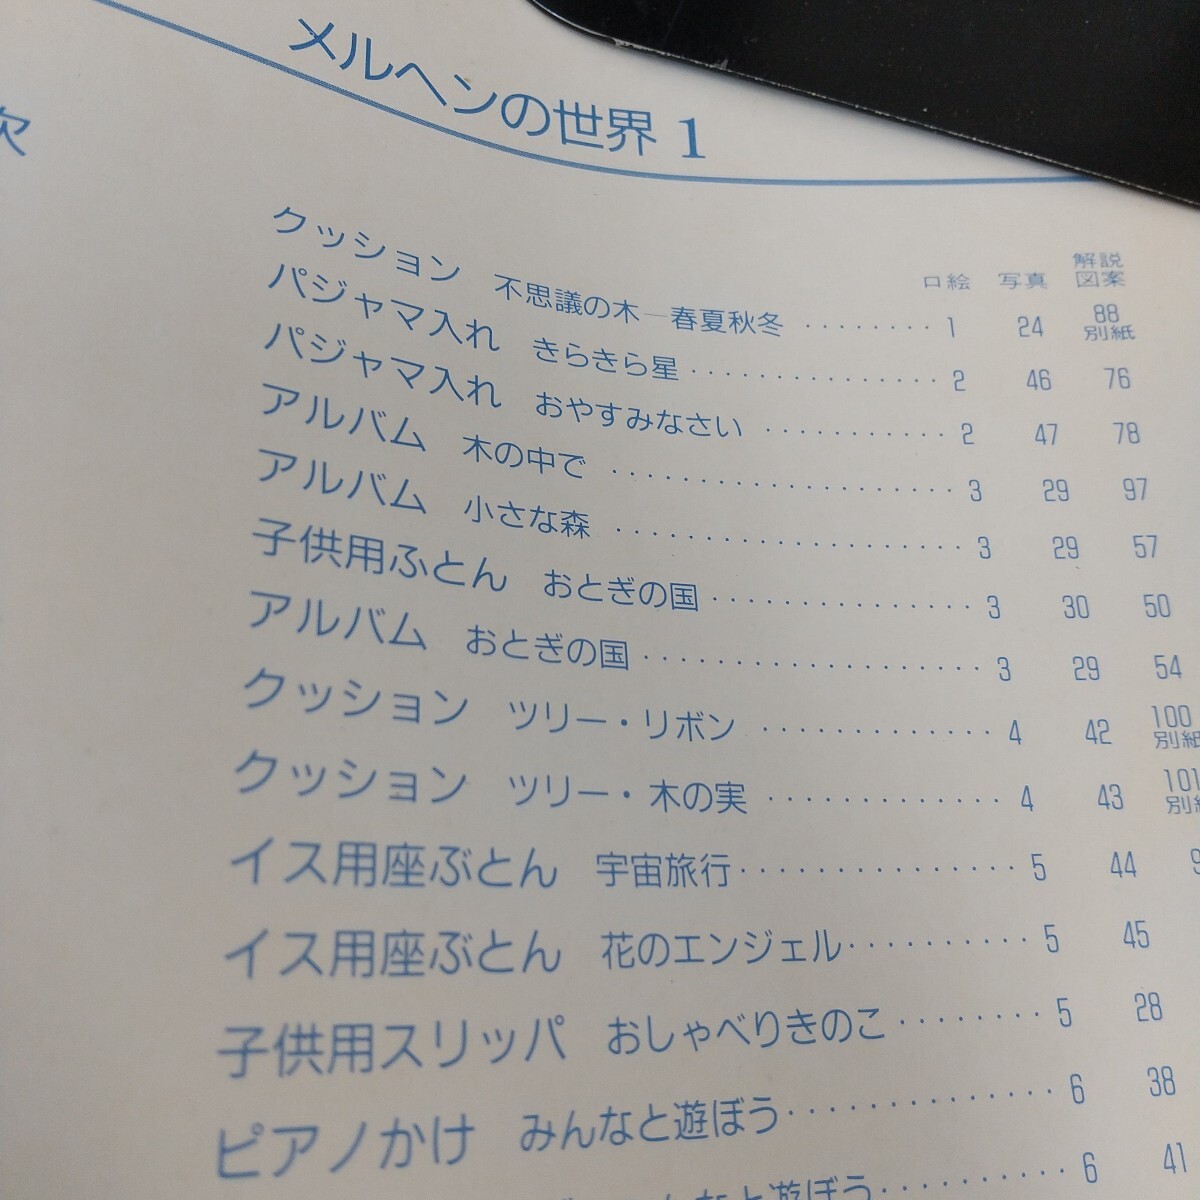 メルヘンの世界 1
次
口絵 写真 解説図案
クッション 不思議の木―春夏秋冬 ‥‥‥‥ 1 24 88 別紙
パジャマ入れ きらきら星 ‥‥‥‥ 2 46 76
パジャマ入れ おやすみなさい ‥‥‥‥ 2 47 78
アルバム 木の中で ‥‥‥‥ 3 29 97
アルバム 小さな森 ‥‥‥‥ 3 29 57
子供用ふとん おとぎの国 ‥‥‥‥ 3 30 50
アルバム おとぎの国 ‥‥‥‥ 3 29 54
クッション ツリー・リボン ‥‥‥‥ 4 42 100 別紙
クッション ツリー・木の実 ‥‥‥‥ 4 43 101 別紙
イス用座ぶとん 宇宙旅行 ‥‥‥‥ 5 44
イス用座ぶとん 花のエンジェル ‥‥‥‥ 5 45
子供用スリッパ おしゃべりきのこ ‥‥‥‥ 5 28
ピアノかけ みんなと遊ぼう ‥‥‥‥ 6 38
と遊ぼう ‥‥‥‥ 6 41